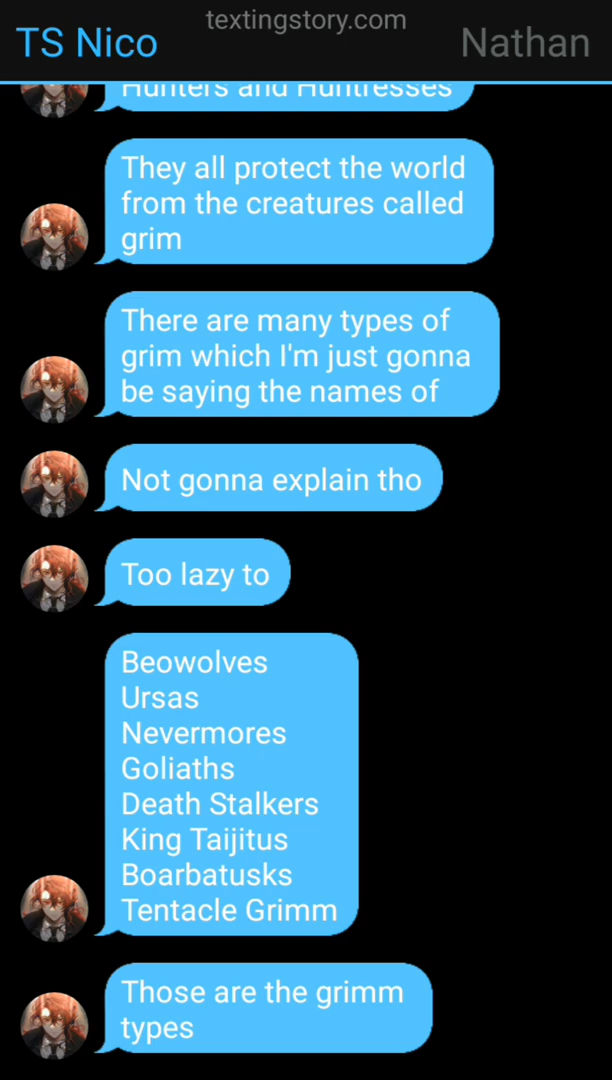 textingstory.com
TS Nico
Nathan
Hunters and Huntresses
They all protect the world
from the creatures called
grim
There are many types of
grim which I'm just gonna
be saying the names of
Not gonna explain tho
Too lazy to
Beowolves
Ursas
Nevermores
Goliaths
Death Stalkers
King Taijitus
Boarbatusks
Tentacle Grimm
Those are the grimm
types